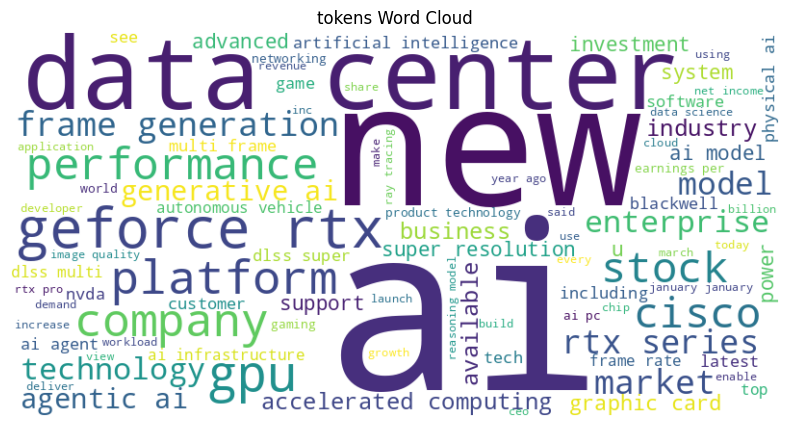 tokens Word Cloud
see
advanced
artificial intelligence
investment
physical ai
data center
networking
revenue
system
game
share
using
net income
software
new
inc
data science
frame generation
industry
application
multi frame
make
ray tracing
cloud
ai model
performance
earnings per
world
generative ai
year ago
model
developer
autonomous vehicle
product technology
said
blackwell
billion
geforce rtx
business
use
enterprise
image quality
dlss super
super resolution
u
march
today
ai
platform
dlss multi
every
stock
power
rtx pro
nvda
support
launch
available
reasoning model
including
january january
demand
customer
company
cisco
increase
gaming
build
chip
ai pc
ai agent
workload
view
ai infrastructure
growth
tech
rtx series
technology
gpu
frame rate
latest
deliver
market
enable
agentic ai
accelerated computing
ceo
graphic card
top